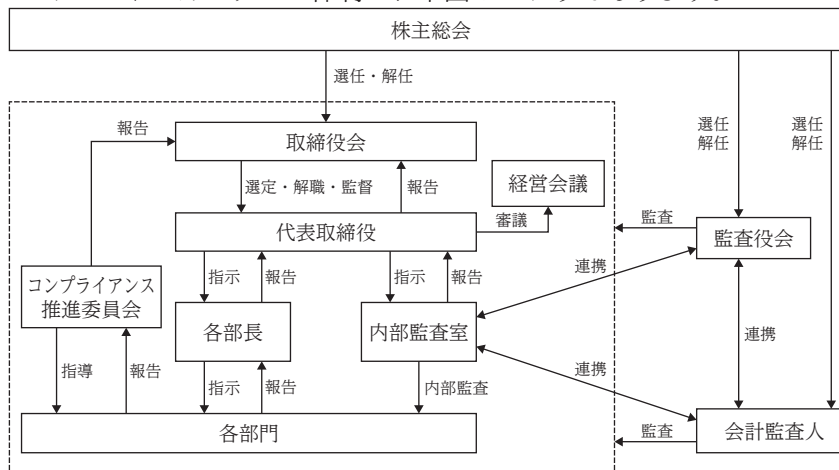 株主総会
選任・解任
選任
解任
選任
解任
報告
取締役会
選定・解職・監督
報告
経営会議
代表取締役
審議
監査
監査役会
指示
報告
指示
報告
連携
コンプライアンス
推進委員会
各部長
内部監査室
連携
指導
報告
指示
報告
内部監査
連携
各部門
監査
会計監査人